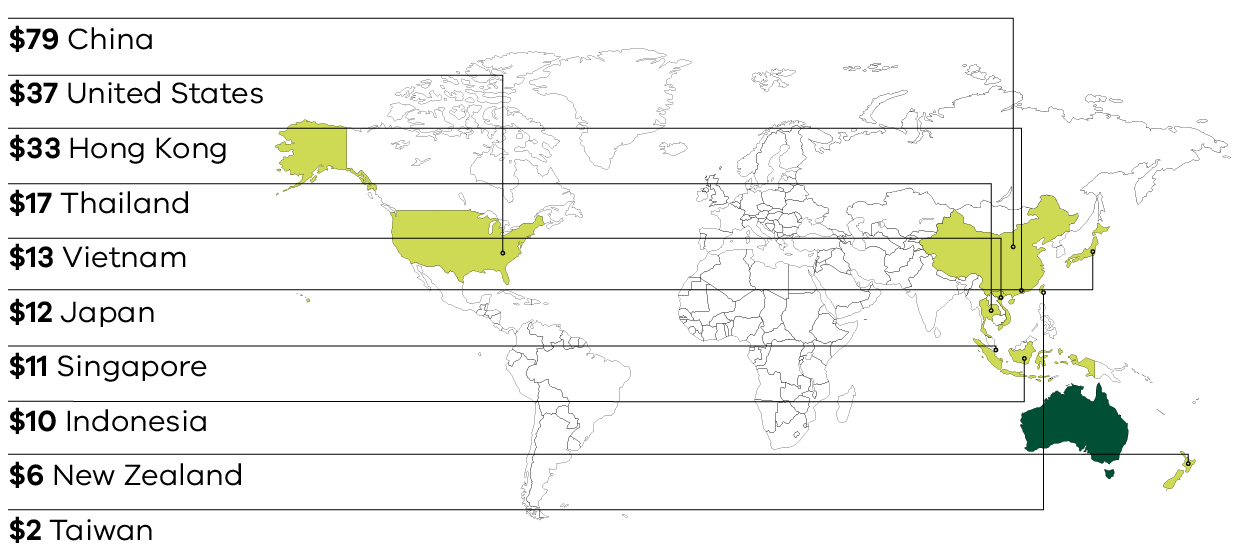 $79 China
$37 United States
$33 Hong Kong
$17 Thailand
$13 Vietnam
$12 Japan
$11 Singapore
$10 Indonesia
$6 New Zealand
$2 Taiwan